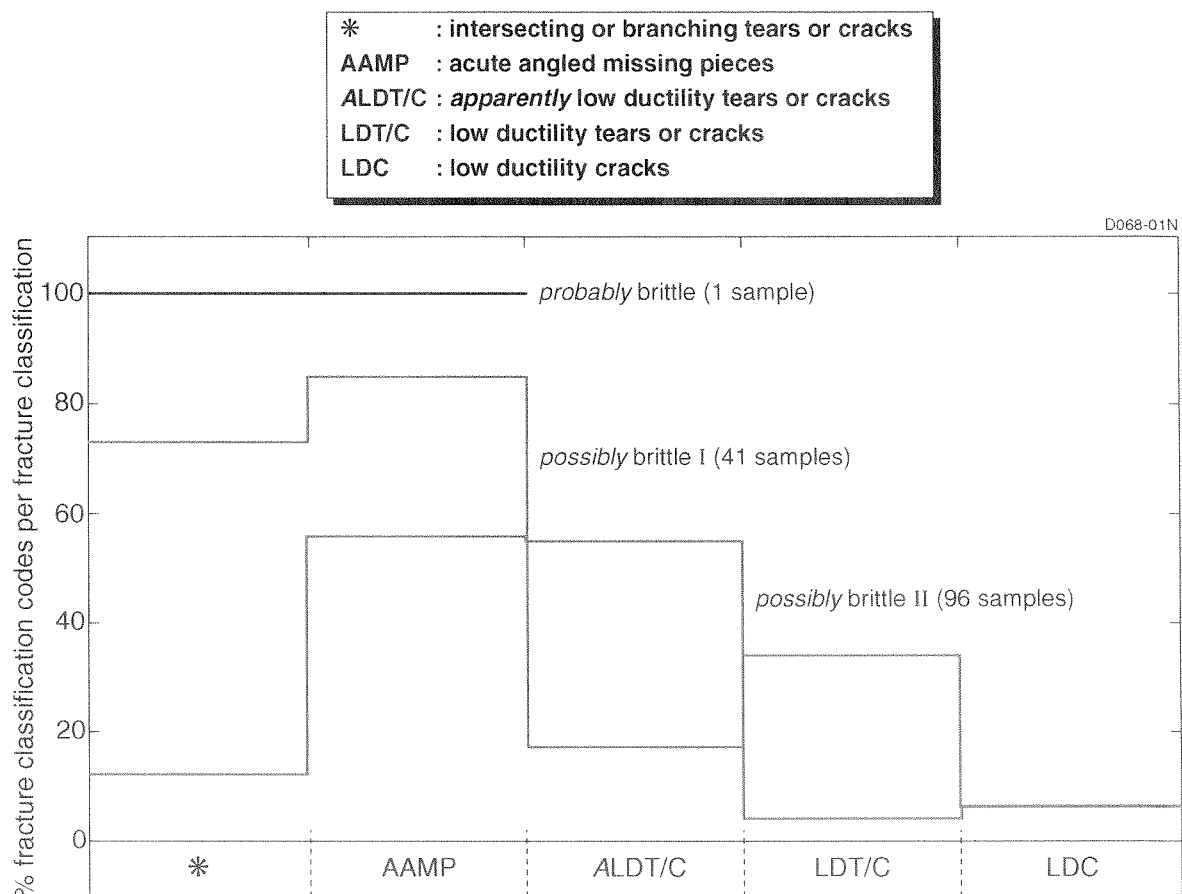 ✳ : intersecting or branching tears or cracks
AAMP : acute angled missing pieces
ALDT/C : apparently low ductility tears or cracks
LDT/C : low ductility tears or cracks
LDC : low ductility cracks
D068-01N
% fracture classification codes per fracture classification
100
probably brittle (1 sample)
80
possibly brittle I (41 samples)
60
possibly brittle II (96 samples)
40
20
0
✳ AAMP ALDT/C LDT/C LDC